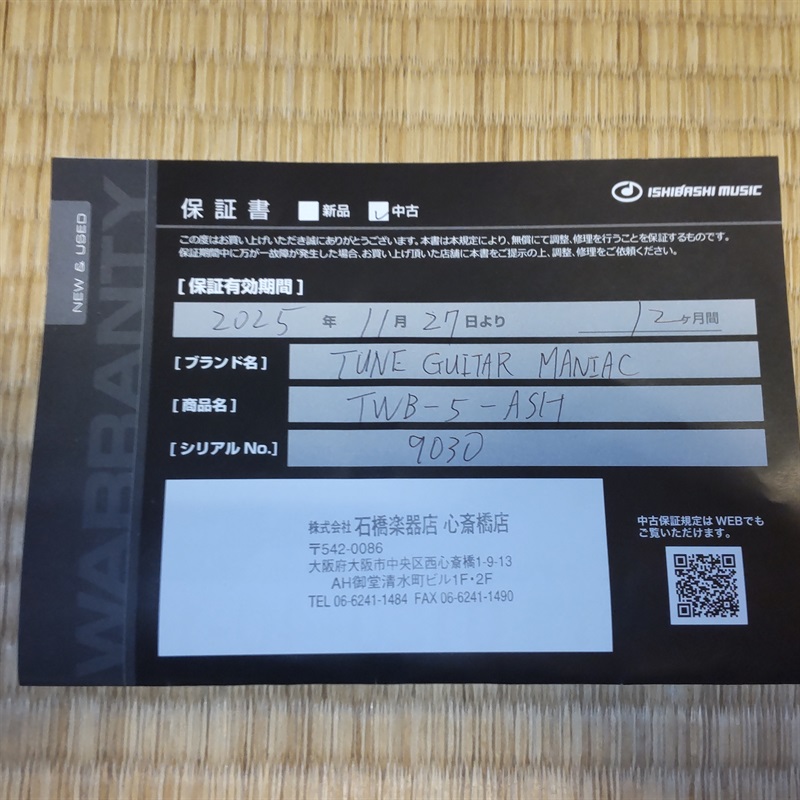 WARRANTY
NEW & USED
ISHIBASHI MUSIC
保証書 新品 中古
この度はお買い上げいただき誠にありがとうございます。本書は本規定により、無償にて調整、修理を行うことを保証するものです。
保証期間中に万が一故障が発生した場合、お買い上げ頂いた店舗に本書をご提示の上、調整、修理をご依頼ください。
[保証有効期間]
2025 年 11 月 27 日より 12 ヶ月間
[ブランド名] TUNE GUITAR MANIAC
[商品名] TWB-5-ASH
[シリアル No.] 9030
株式会社 石橋楽器店 心斎橋店
〒542-0086
大阪府大阪市中央区西心斎橋1-9-13
AH御堂清水町ビル1F・2F
TEL 06-6241-1484 FAX 06-6241-1490
中古保証規定は WEBでも
ご覧いただけます。